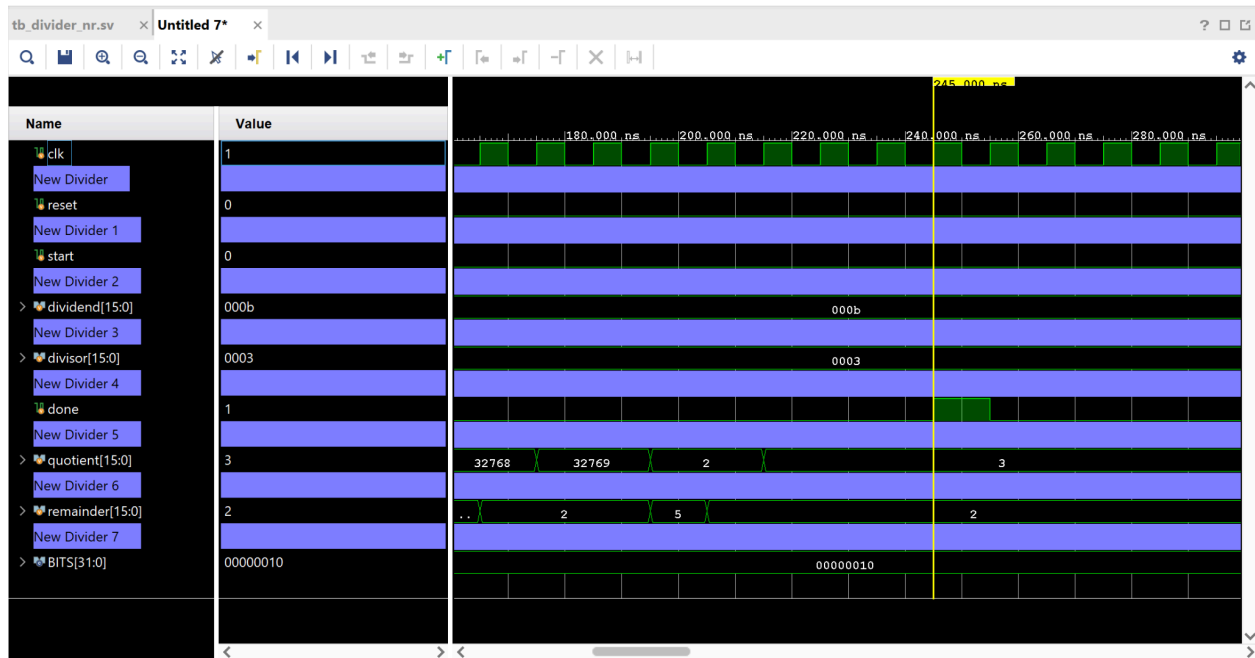 tb_divider_nr.sv × Untitled 7* ×
245.000 ns
Name Value
180.000 ns 200.000 ns 220.000 ns 240.000 ns 260.000 ns 280.000 ns
clk 1
New Divider
reset 0
New Divider 1
start 0
New Divider 2
dividend[15:0] 000b 000b
New Divider 3
divisor[15:0] 0003 0003
New Divider 4
done 1
New Divider 5
quotient[15:0] 3 32768 32769 2 3
New Divider 6
remainder[15:0] 2 .. 2 5 2
New Divider 7
BITS[31:0] 00000010 00000010